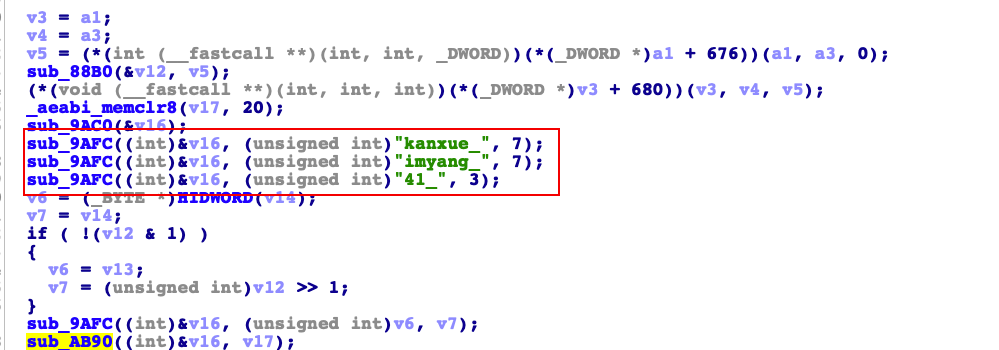 v3 = a1;
v4 = a3;
v5 = (*(int (__fastcall **)(int, int, _DWORD))(*(_DWORD *)a1 + 676))(a1, a3, 0);
sub_88B0(&v12, v5);
(*(void (__fastcall **)(int, int, int))(*(_DWORD *)v3 + 680))(v3, v4, v5);
_aeabi_memclr8(v17, 20);
sub_9AC0(&v16);
sub_9AFC((int)&v16, (unsigned int)"kanxue_", 7);
sub_9AFC((int)&v16, (unsigned int)"imyang_", 7);
sub_9AFC((int)&v16, (unsigned int)"41_", 3);
v6 = (_BYTE *)HIDWORD(v14);
v7 = v14;
if ( !(v12 & 1) )
{
v6 = v13;
v7 = (unsigned int)v12 >> 1;
}
sub_9AFC((int)&v16, (unsigned int)v6, v7);
sub_AB90((int)&v16, v17);